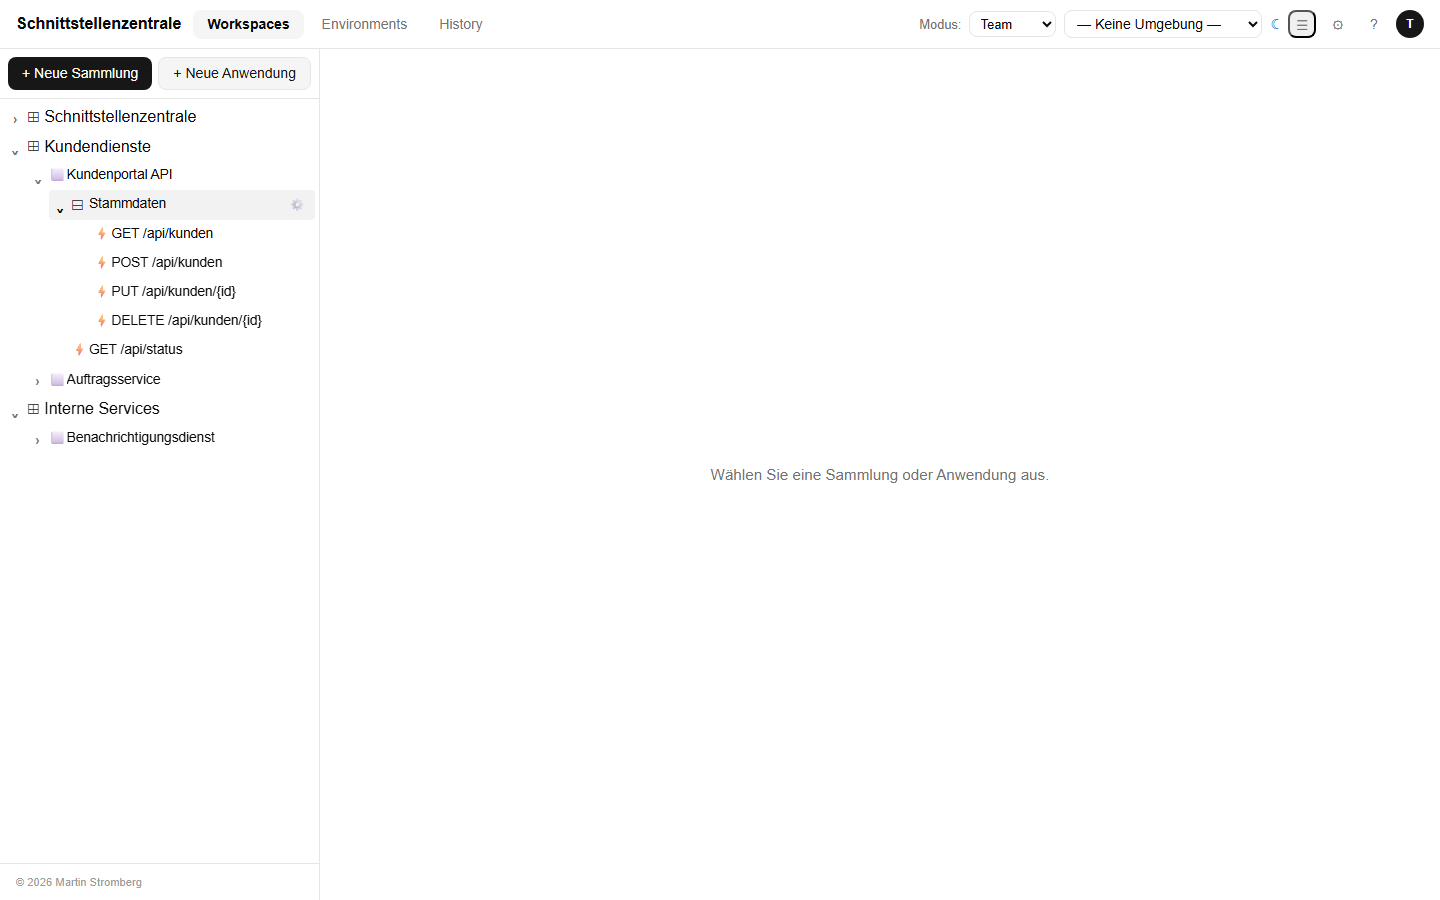 Schnittstellenzentrale Workspaces Environments History Modus: Team — Keine Umgebung — ? T
+ Neue Sammlung + Neue Anwendung
Schnittstellenzentrale
Kundendienste
Kundenportal API
Stammdaten
GET /api/kunden
POST /api/kunden
PUT /api/kunden/{id}
DELETE /api/kunden/{id}
GET /api/status
Auftragsservice
Interne Services
Benachrichtigungsdienst
Wählen Sie eine Sammlung oder Anwendung aus.
© 2026 Martin Stromberg